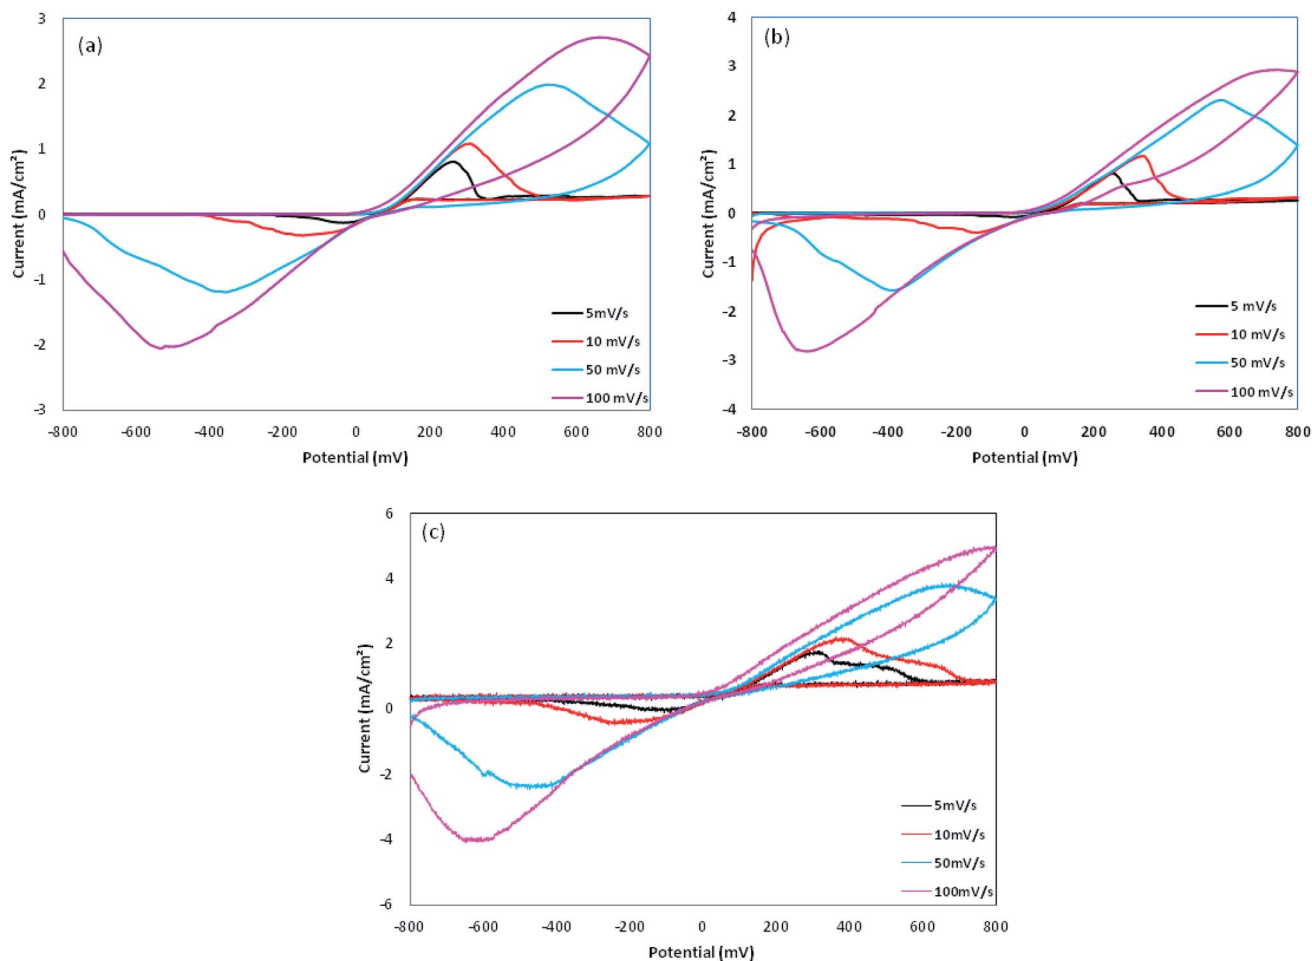 (a)
3
2
1
0
-1
-2
-3
Current (mA/cm²)
-800 -600 -400 -200 0 200 400 600 800
Potential (mV)
5mV/s
10 mV/s
50 mV/s
100 mV/s
(b)
4
3
2
1
0
-1
-2
-3
-4
Current (mA/cm²)
-800 -600 -400 -200 0 200 400 600 800
Potential (mV)
5 mV/s
10 mV/s
50 mV/s
100 mV/s
(c)
6
4
2
0
-2
-4
-6
Current (mA/cm²)
-800 -600 -400 -200 0 200 400 600 800
Potential (mV)
5mV/s
10mV/s
50mV/s
100mV/s